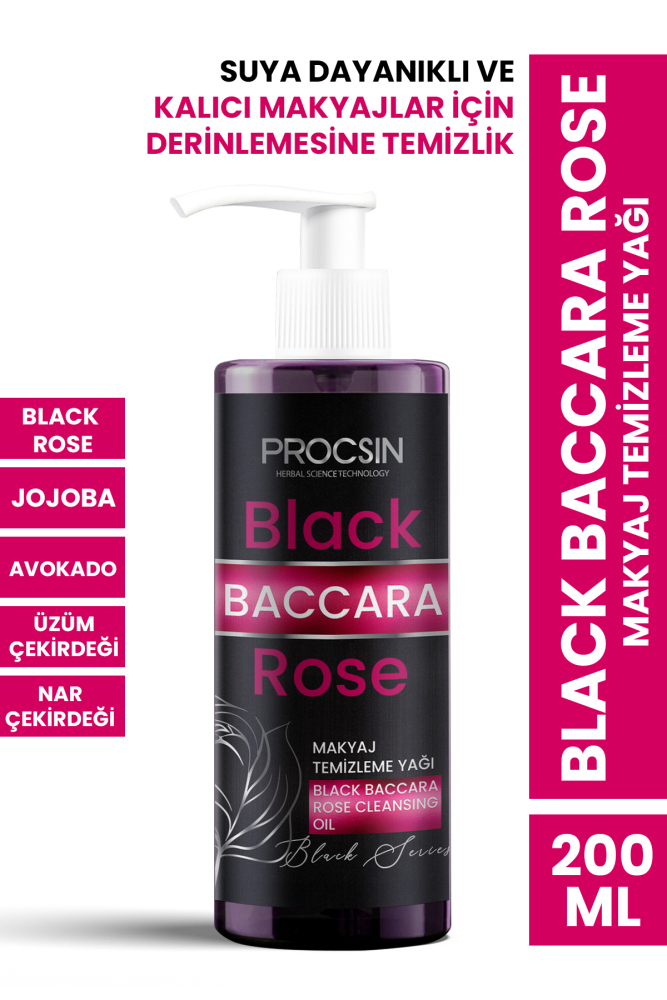 SUYA DAYANIKLI VE
KALICI MAKYAJLAR İÇİN
DERİNLEMESİNE TEMİZLİK
BLACK BACCARA ROSE
MAKYAJ TEMİZLEME YAĞI
BLACK
ROSE
JOJOBA
AVOKADO
ÜZÜM
ÇEKİRDEĞİ
NAR
ÇEKİRDEĞİ
PROCSIN
HERBAL SCIENCE TECHNOLOGY
Black
BACCARA
Rose
MAKYAJ
TEMİZLEME YAĞI
BLACK BACCARA
ROSE CLEANSING
OIL
Black Series
200
ML